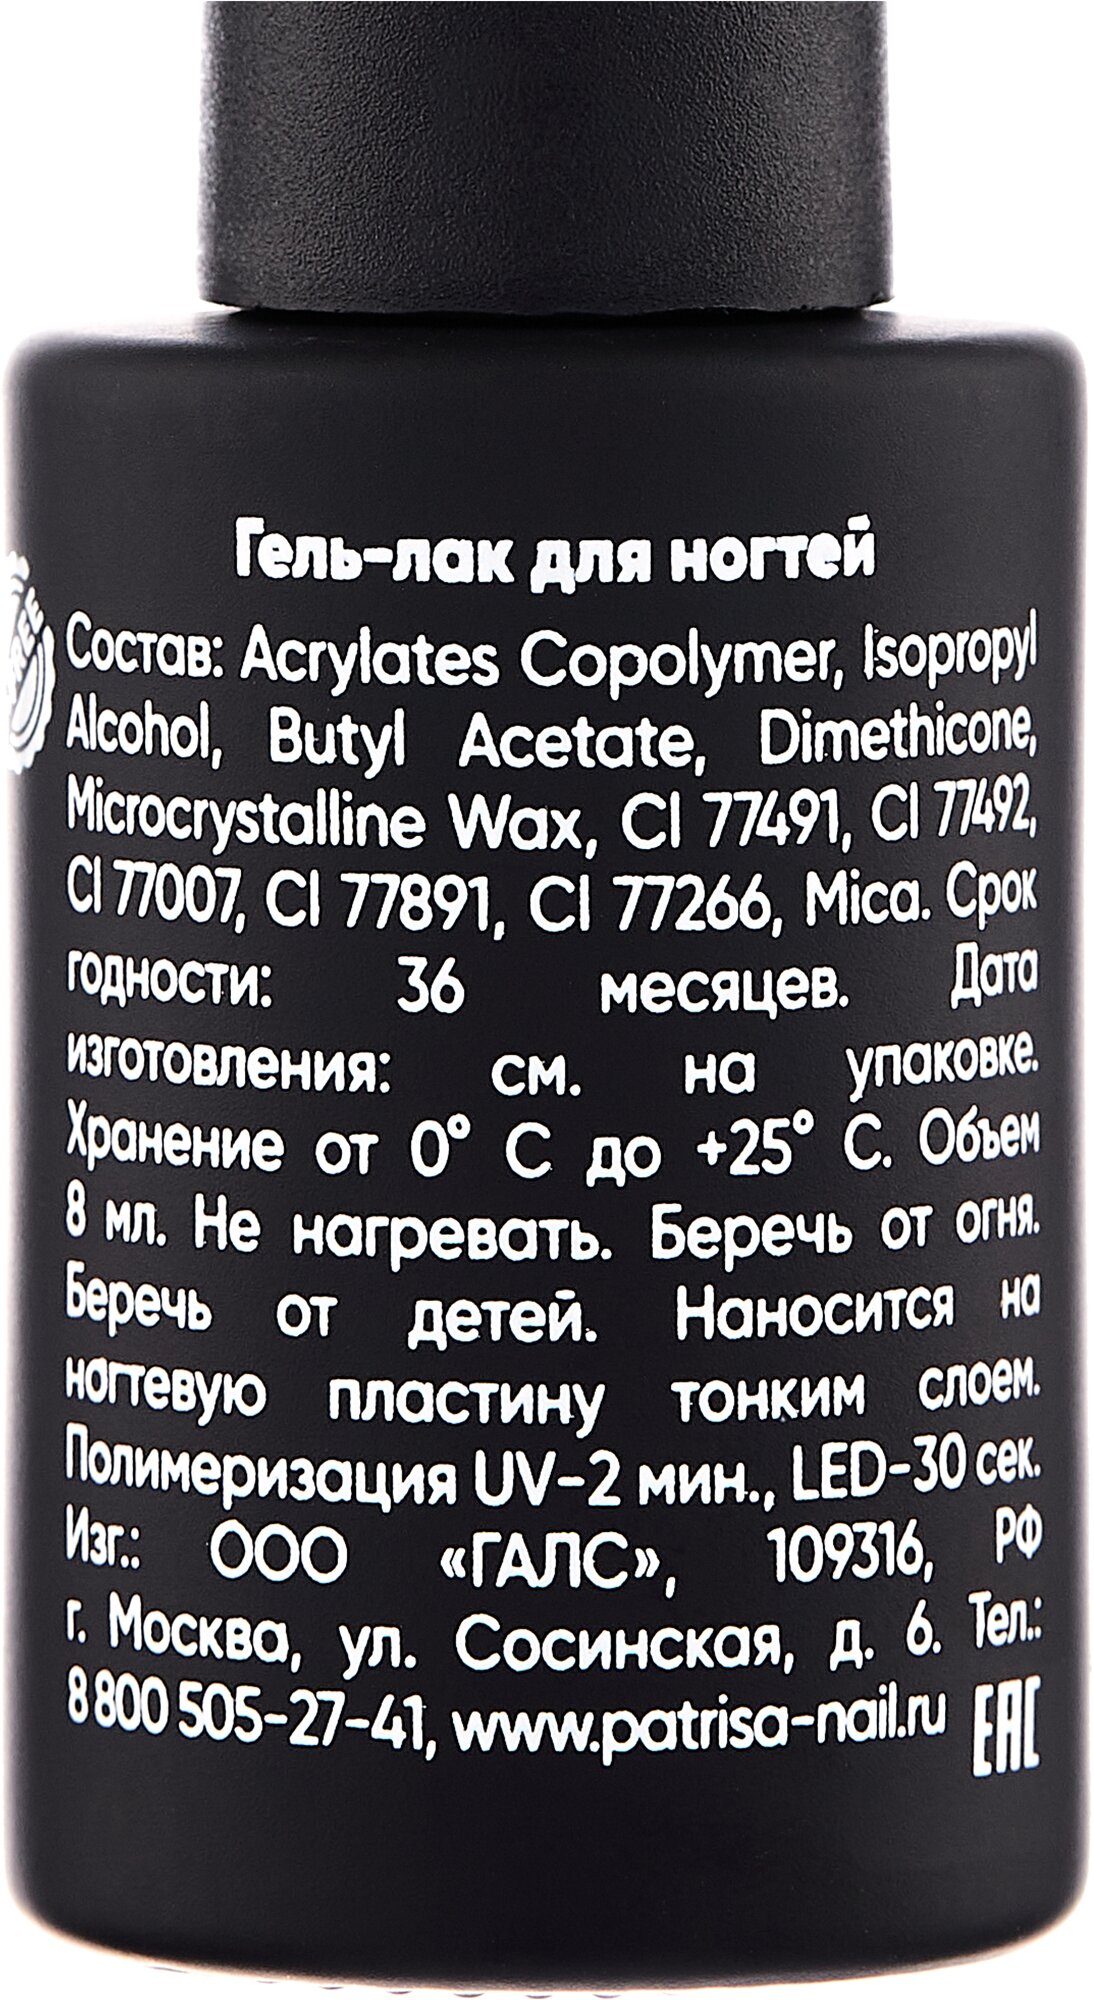 Гель-лак для ногтей
Состав: Acrylates Copolymer, Isopropyl
Alcohol, Butyl Acetate, Dimethicone,
Microcrystalline Wax, CI 77491, CI 77492,
CI 77007, CI 77891, CI 77266, Mica. Срок
годности: 36 месяцев. Дата
изготовления: см. на упаковке.
Хранение от 0° С до +25° С. Объем
8 мл. Не нагревать. Беречь от огня.
Беречь от детей. Наносится на
ногтевую пластину тонким слоем.
Полимеризация UV-2 мин., LED-30 сек.
Изг.: ООО «ГАЛС», 109316, РФ
г. Москва, ул. Сосинская, д. 6. Тел.:
8 800 505-27-41, www.patrisa-nail.ru
EAC